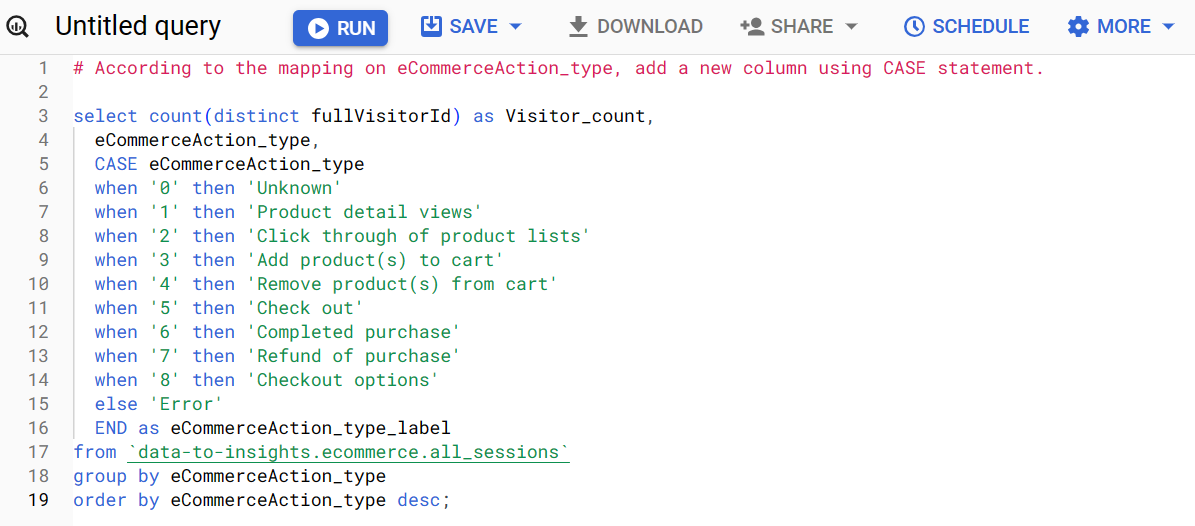 Untitled query RUN SAVE DOWNLOAD SHARE SCHEDULE MORE
1 # According to the mapping on eCommerceAction_type, add a new column using CASE statement.
2
3 select count(distinct fullVisitorId) as Visitor_count,
4 eCommerceAction_type,
5 CASE eCommerceAction_type
6 when '0' then 'Unknown'
7 when '1' then 'Product detail views'
8 when '2' then 'Click through of product lists'
9 when '3' then 'Add product(s) to cart'
10 when '4' then 'Remove product(s) from cart'
11 when '5' then 'Check out'
12 when '6' then 'Completed purchase'
13 when '7' then 'Refund of purchase'
14 when '8' then 'Checkout options'
15 else 'Error'
16 END as eCommerceAction_type_label
17 from `data-to-insights.ecommerce.all_sessions`
18 group by eCommerceAction_type
19 order by eCommerceAction_type desc;